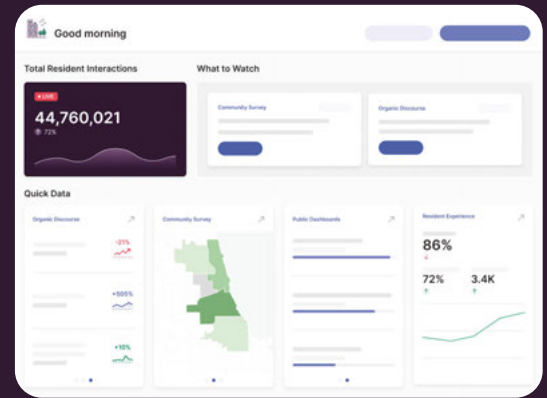 Good morning
Total Resident Interactions
What to Watch
LIVE
44,760,021
72%
Community Survey
Organic Discourse
Quick Data
Organic Discourse
-21%
+505%
+10%
Community Survey
Public Dashboards
Resident Experience
86%
72%
3.4K